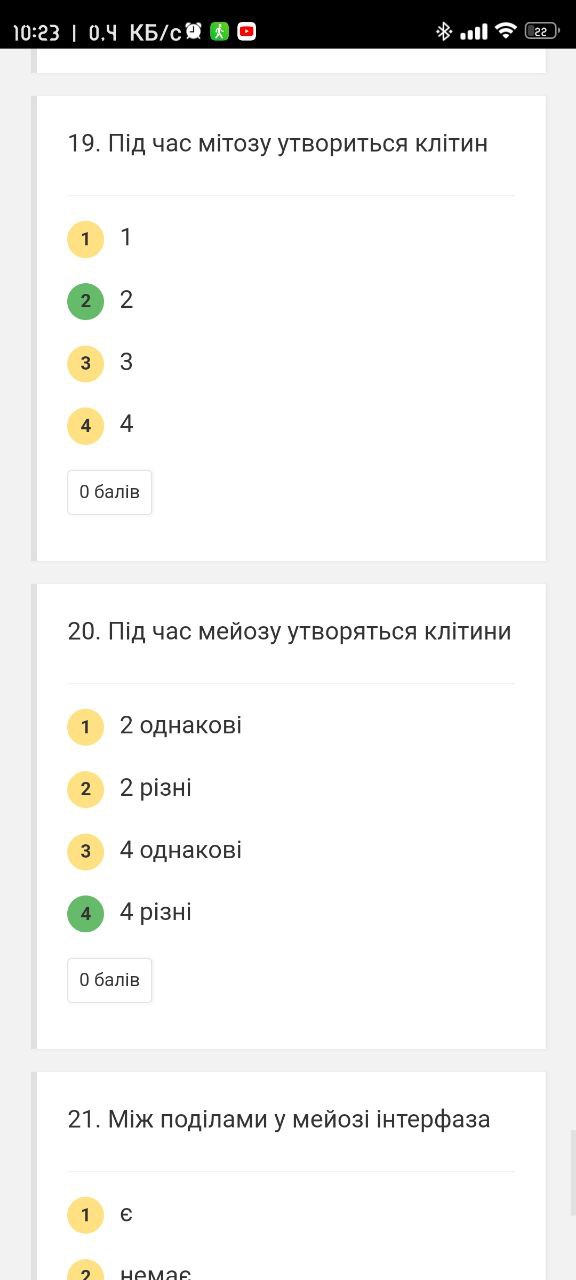 10:23 | 0,4 КБ/с
22
19. Під час мітозу утвориться клітин
1 1
2 2
3 3
4 4
0 балів
20. Під час мейозу утворяться клітини
1 2 однакові
2 2 різні
3 4 однакові
4 4 різні
0 балів
21. Між поділами у мейозі інтерфаза
1 є
2 немає